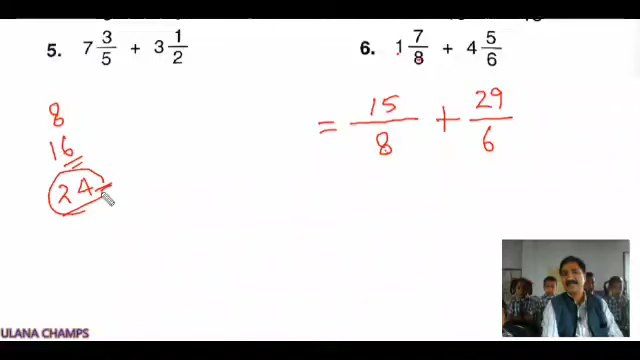 5. 7 3/5 + 3 1/2
6. 1 7/8 + 4 5/6
8
16
24
= 15/8 + 29/6
ULANA CHAMPS